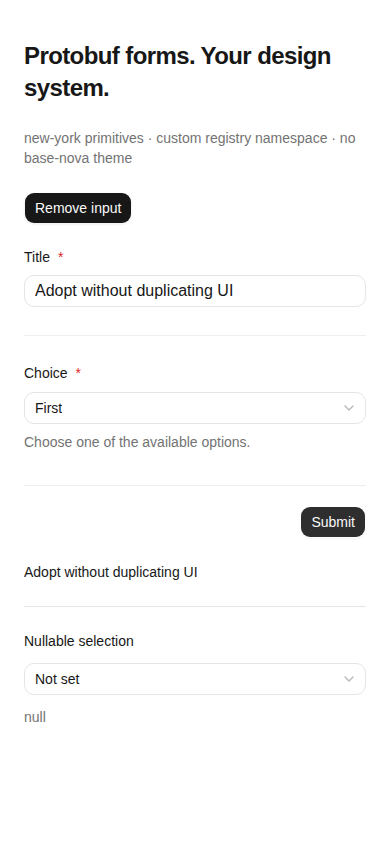 Protobuf forms. Your design
system.
new-york primitives · custom registry namespace · no
base-nova theme
Remove input
Title *
Adopt without duplicating UI
Choice *
First
Choose one of the available options.
Submit
Adopt without duplicating UI
Nullable selection
Not set
null